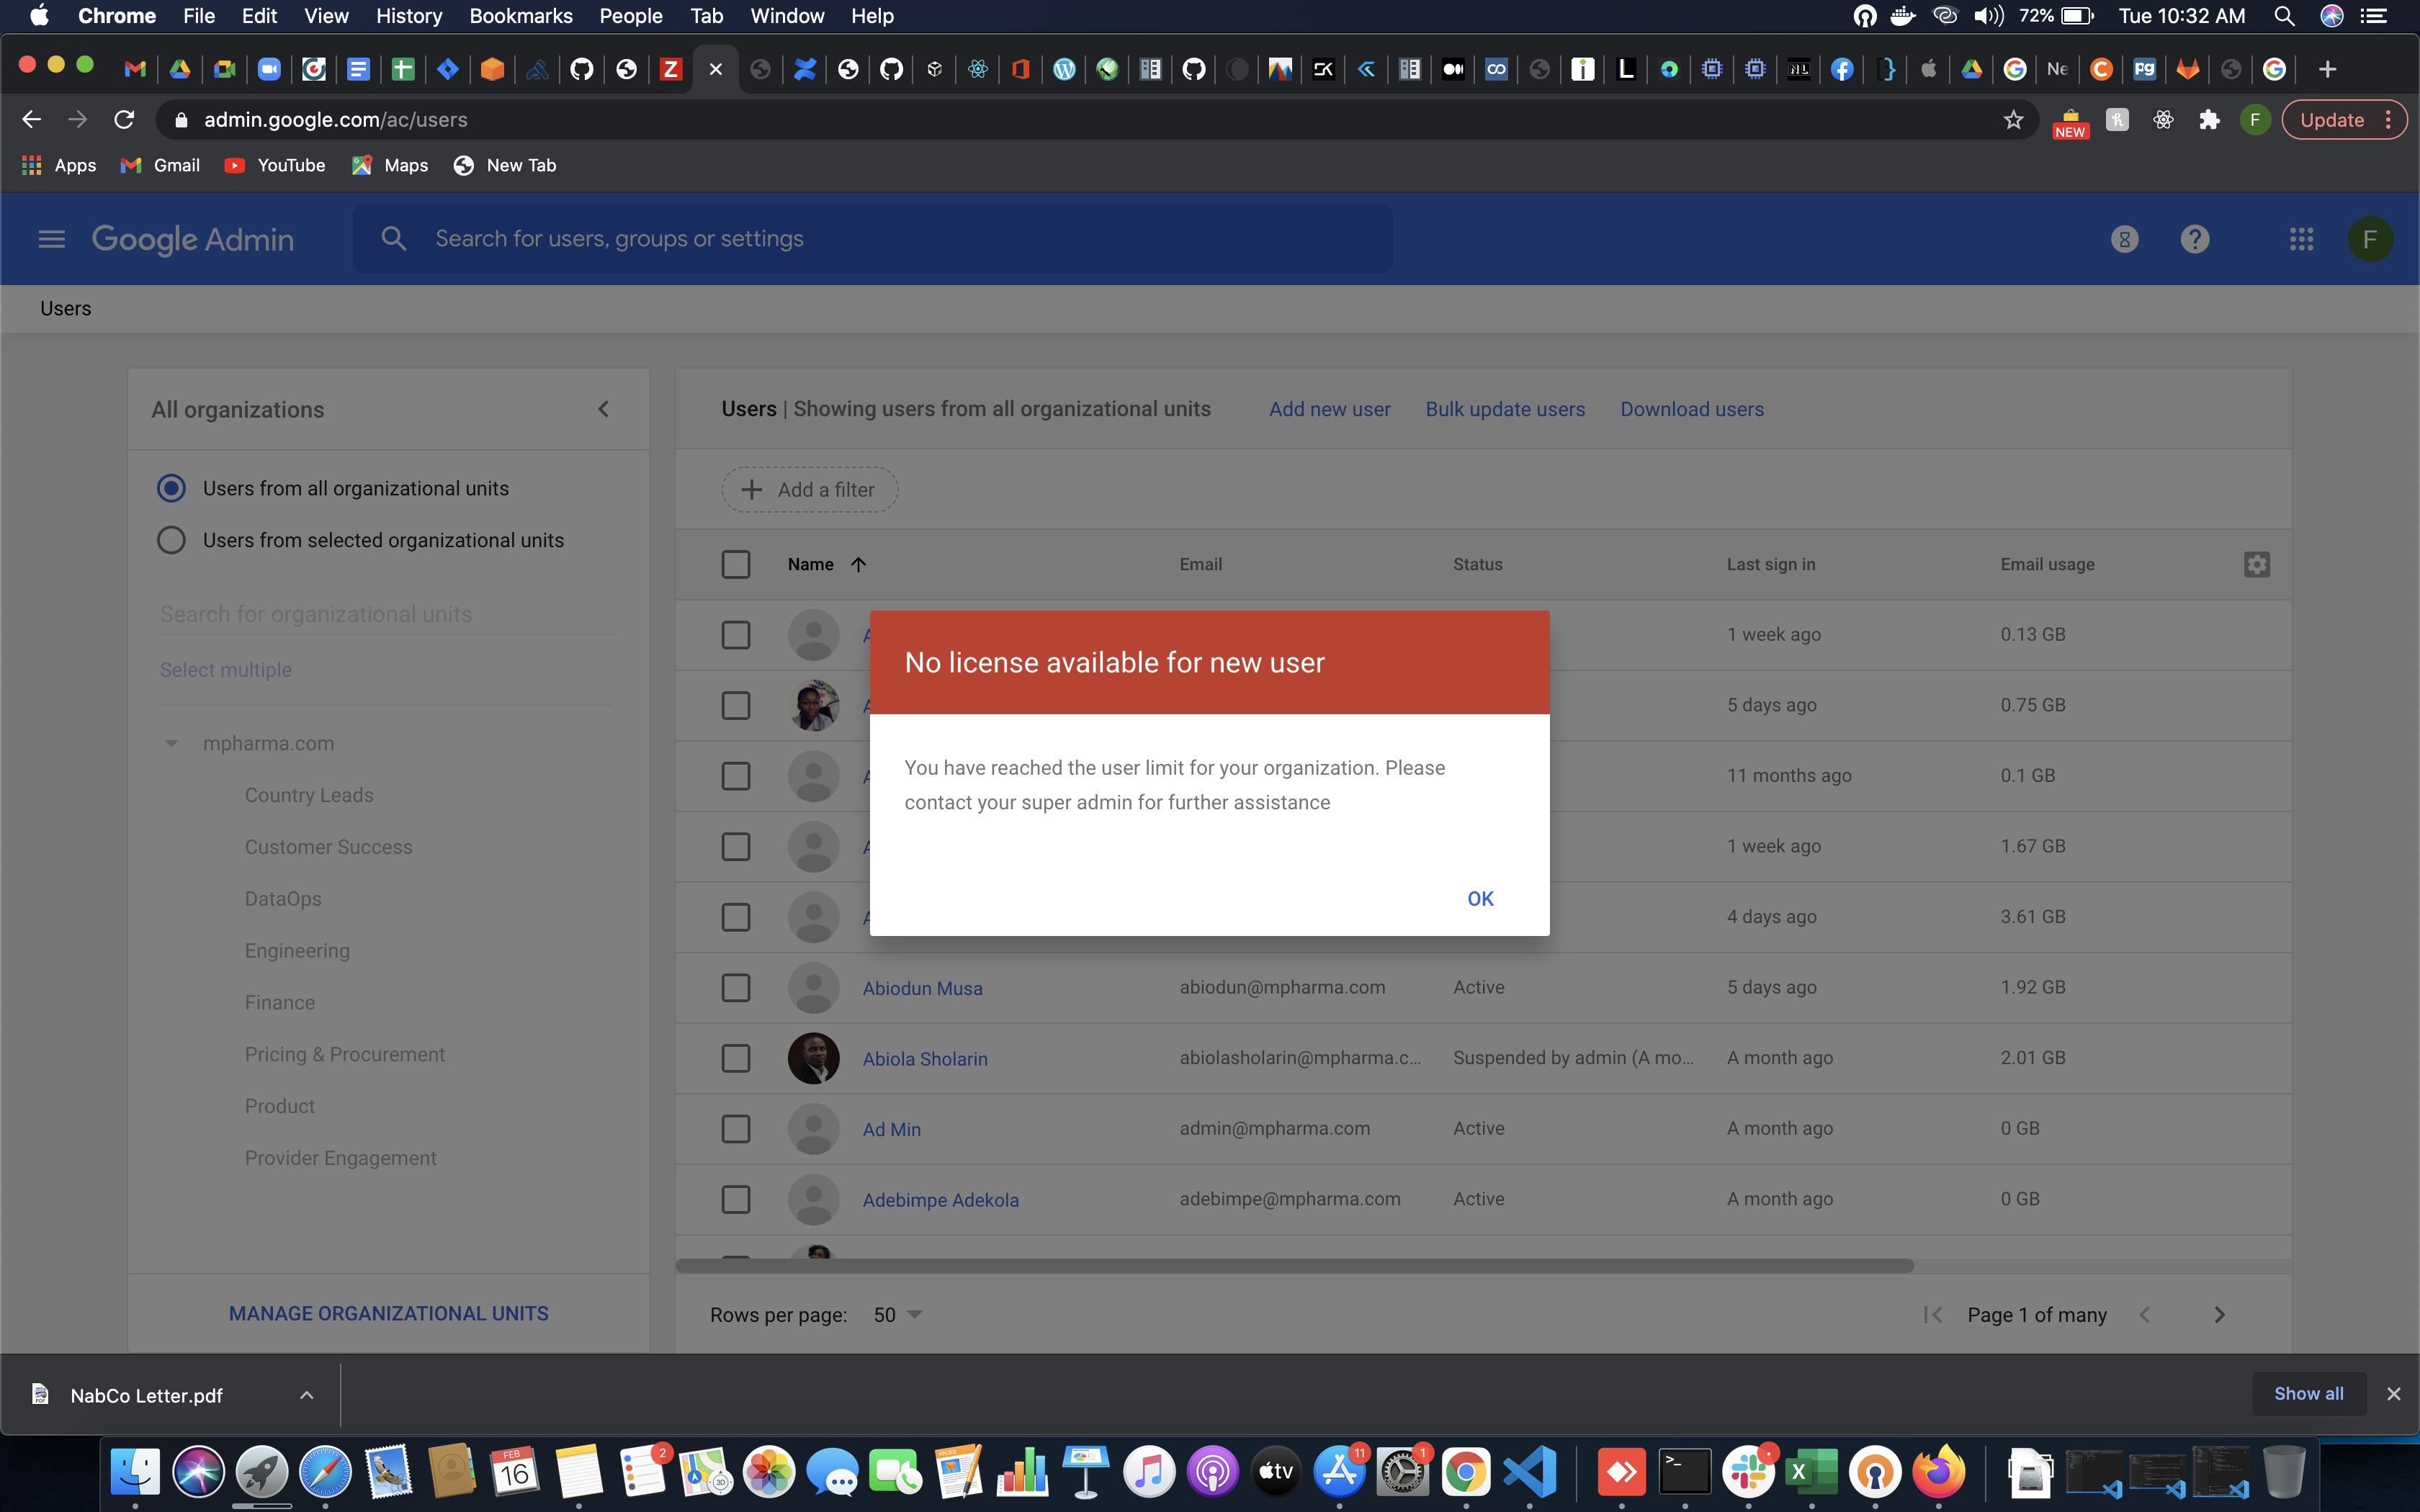 Chrome File Edit View History Bookmarks People Tab Window Help 72% Tue 10:32 AM
admin.google.com/ac/users NEW F Update
Apps Gmail YouTube Maps New Tab
Google Admin Search for users, groups or settings F
Users
All organizations
Users from all organizational units
Users from selected organizational units
Search for organizational units
Select multiple
mpharma.com
Country Leads
Customer Success
DataOps
Engineering
Finance
Pricing & Procurement
Product
Provider Engagement
MANAGE ORGANIZATIONAL UNITS
Users | Showing users from all organizational units Add new user Bulk update users Download users
Add a filter
Name Email Status Last sign in Email usage
1 week ago 0.13 GB
5 days ago 0.75 GB
11 months ago 0.1 GB
1 week ago 1.67 GB
4 days ago 3.61 GB
No license available for new user
You have reached the user limit for your organization. Please
contact your super admin for further assistance
OK
Abiodun Musa abiodun@mpharma.com Active 5 days ago 1.92 GB
Abiola Sholarin abiolasholarin@mpharma.c... Suspended by admin (A mo... A month ago 2.01 GB
Ad Min admin@mpharma.com Active A month ago 0 GB
Adebimpe Adekola adebimpe@mpharma.com Active A month ago 0 GB
Rows per page: 50 Page 1 of many
NabCo Letter.pdf Show all
FEB
16
2
tv
11
1